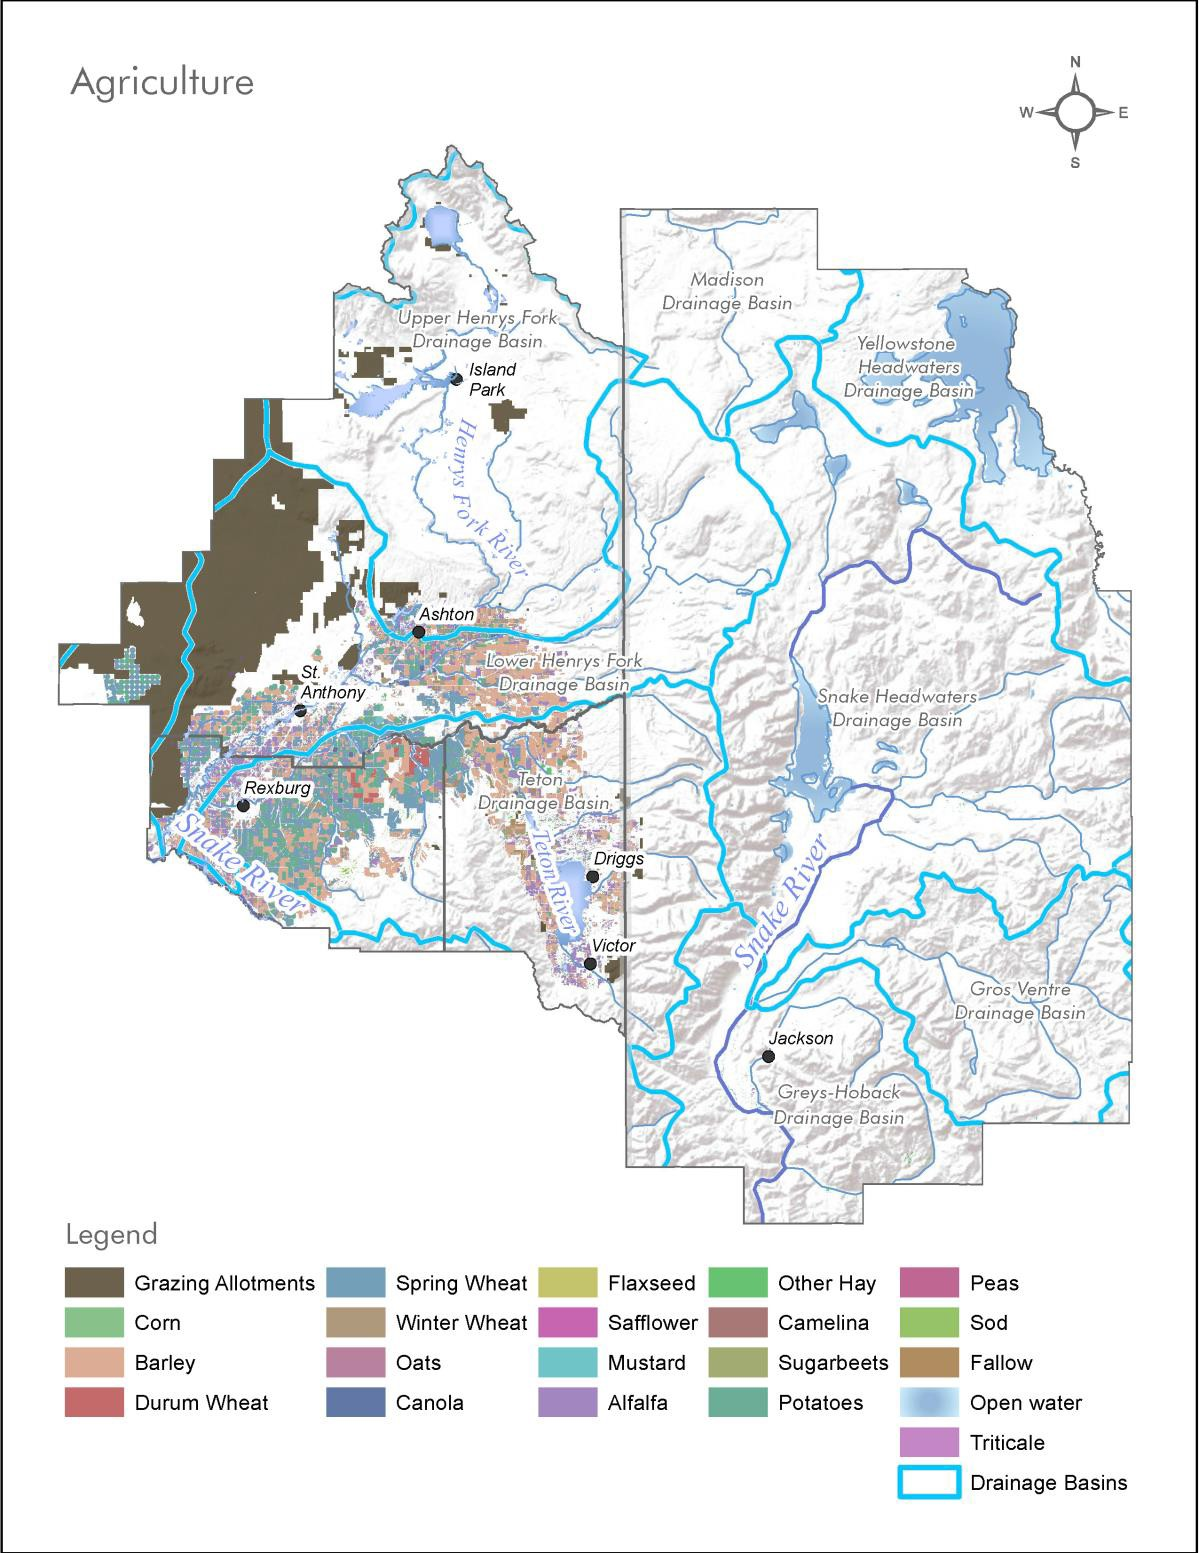 Agriculture
N
W
E
S
Madison
Drainage Basin
Upper Henrys Fork
Drainage Basin
Yellowstone
Headwaters
Drainage Basin
Island
Park
Henrys Fork River
Ashton
Lower Henrys Fork
Drainage Basin
St.
Anthony
Snake Headwaters
Drainage Basin
Rexburg
Teton
Drainage Basin
Snake River
Teton River
Driggs
Snake River
Victor
Gros Ventre
Drainage Basin
Jackson
Greys-Hoback
Drainage Basin
Legend
Grazing Allotments
Corn
Barley
Durum Wheat
Spring Wheat
Winter Wheat
Oats
Canola
Flaxseed
Safflower
Mustard
Alfalfa
Other Hay
Camelina
Sugarbeets
Potatoes
Peas
Sod
Fallow
Open water
Triticale
Drainage Basins